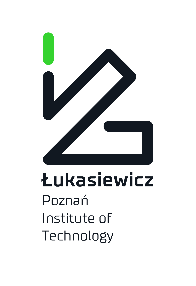 Łukasiewicz
Poznań
Institute of
Technology